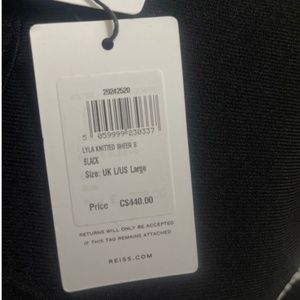 29242520
5 059999 230337
LYLA KNITTED SHEER S
BLACK
Size: UK L/US Large
Price C$440.00
RETURNS WILL ONLY BE ACCEPTED
IF THIS TAG REMAINS ATTACHED
REISS.COM